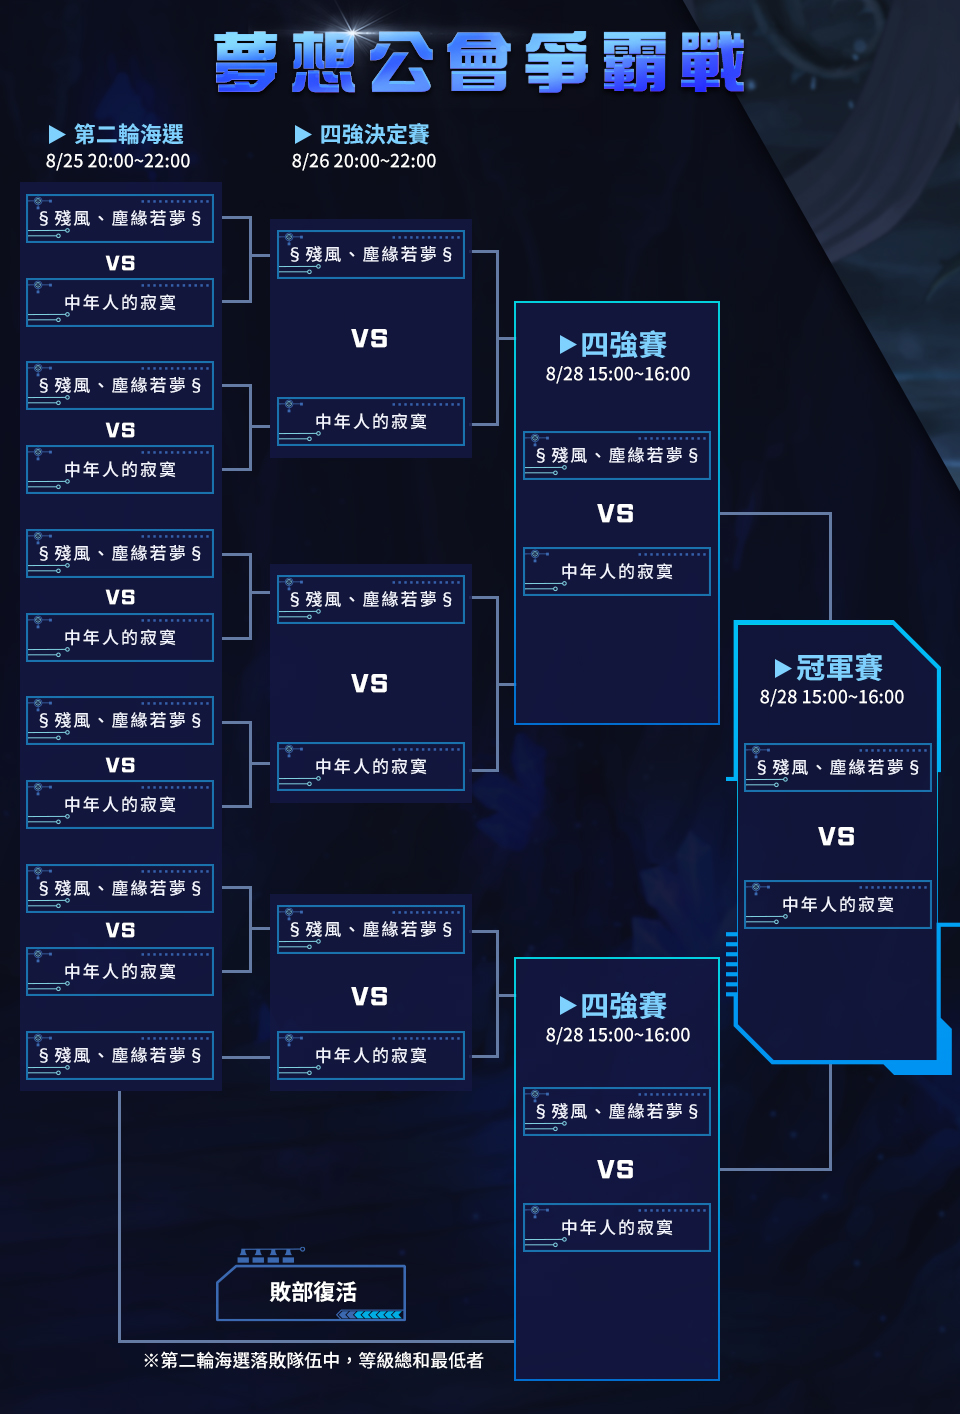 夢想公會爭霸戰
第二輪海選
8/25 20:00~22:00
§殘風、塵緣若夢§
VS
中年人的寂寞
§殘風、塵緣若夢§
VS
中年人的寂寞
§殘風、塵緣若夢§
VS
中年人的寂寞
§殘風、塵緣若夢§
VS
中年人的寂寞
§殘風、塵緣若夢§
VS
中年人的寂寞
§殘風、塵緣若夢§
四強決定賽
8/26 20:00~22:00
§殘風、塵緣若夢§
VS
中年人的寂寞
§殘風、塵緣若夢§
VS
中年人的寂寞
§殘風、塵緣若夢§
VS
中年人的寂寞
四強賽
8/28 15:00~16:00
§殘風、塵緣若夢§
VS
中年人的寂寞
四強賽
8/28 15:00~16:00
§殘風、塵緣若夢§
VS
中年人的寂寞
冠軍賽
8/28 15:00~16:00
§殘風、塵緣若夢§
VS
中年人的寂寞
敗部復活
※第二輪海選落敗隊伍中，等級總和最低者